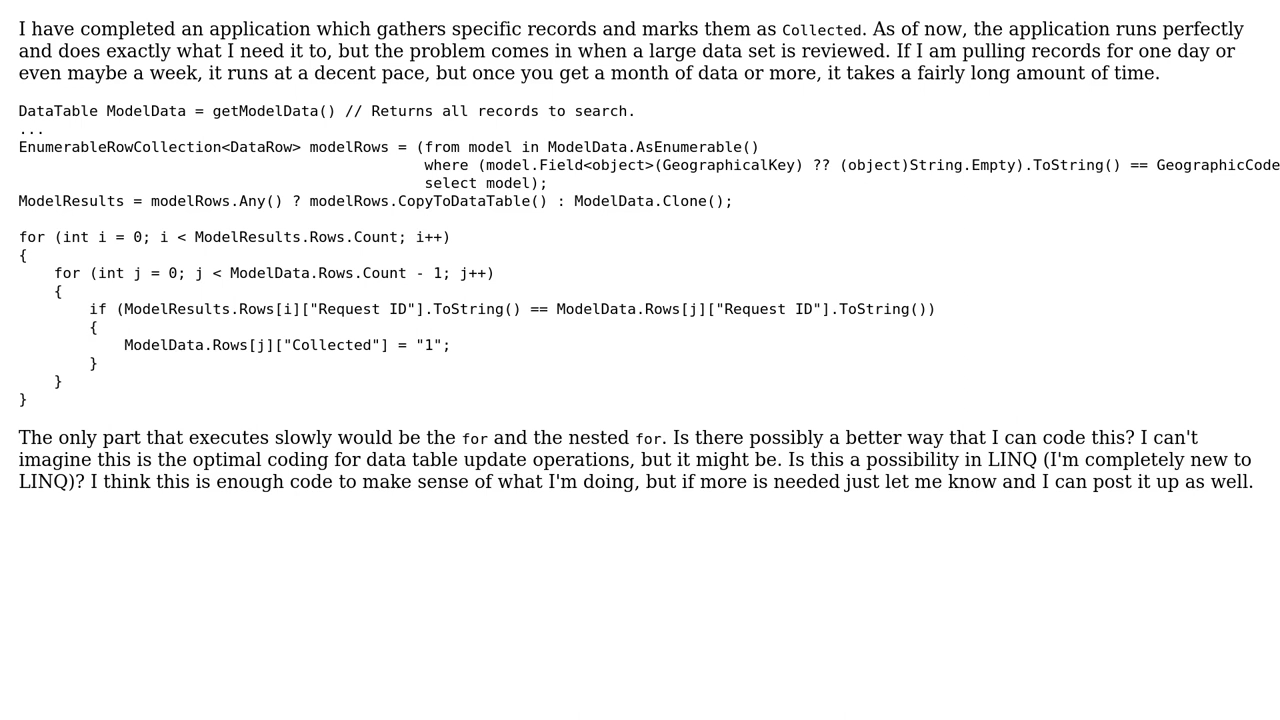 I have completed an application which gathers specific records and marks them as Collected. As of now, the application runs perfectly
and does exactly what I need it to, but the problem comes in when a large data set is reviewed. If I am pulling records for one day or
even maybe a week, it runs at a decent pace, but once you get a month of data or more, it takes a fairly long amount of time.
DataTable ModelData = getModelData() // Returns all records to search.
...
EnumerableRowCollection<DataRow> modelRows = (from model in ModelData.AsEnumerable()
                                              where (model.Field<object>(GeographicalKey) ?? (object)String.Empty).ToString() == GeographicCode
                                              select model);
ModelResults = modelRows.Any() ? modelRows.CopyToDataTable() : ModelData.Clone();
for (int i = 0; i < ModelResults.Rows.Count; i++)
{
    for (int j = 0; j < ModelData.Rows.Count - 1; j++)
    {
        if (ModelResults.Rows[i]["Request ID"].ToString() == ModelData.Rows[j]["Request ID"].ToString())
        {
            ModelData.Rows[j]["Collected"] = "1";
        }
    }
}
The only part that executes slowly would be the for and the nested for. Is there possibly a better way that I can code this? I can't
imagine this is the optimal coding for data table update operations, but it might be. Is this a possibility in LINQ (I'm completely new to
LINQ)? I think this is enough code to make sense of what I'm doing, but if more is needed just let me know and I can post it up as well.